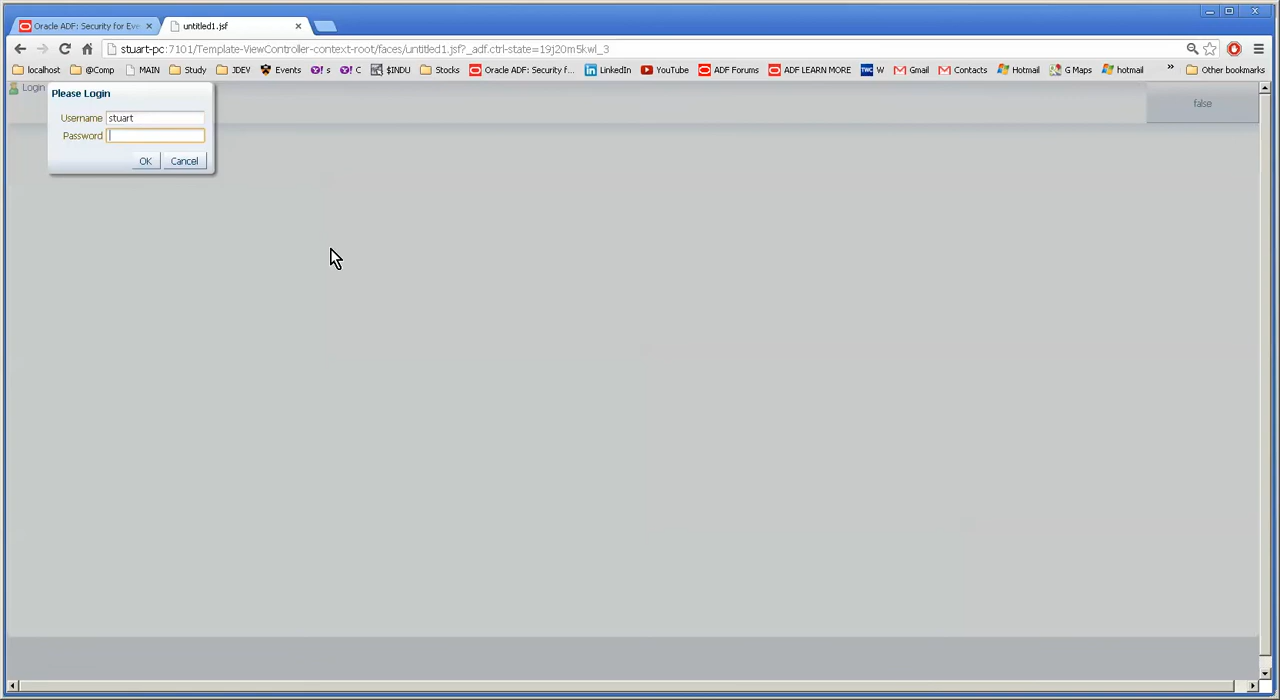 Oracle ADF: Security for Eve
untitled1.jsf
stuart-pc:7101/Template-ViewController-context-root/faces/untitled1.jsf?_adf.ctrl-state=19j20m5kwl_3
localhost @Comp MAIN Study JDEV Events Y! s Y! C $INDU Stocks Oracle ADF: Security f... LinkedIn YouTube ADF Forums ADF LEARN MORE TWC W Gmail Contacts Hotmail G Maps hotmail » Other bookmarks
Login
Please Login
false
Username stuart
Password
OK Cancel